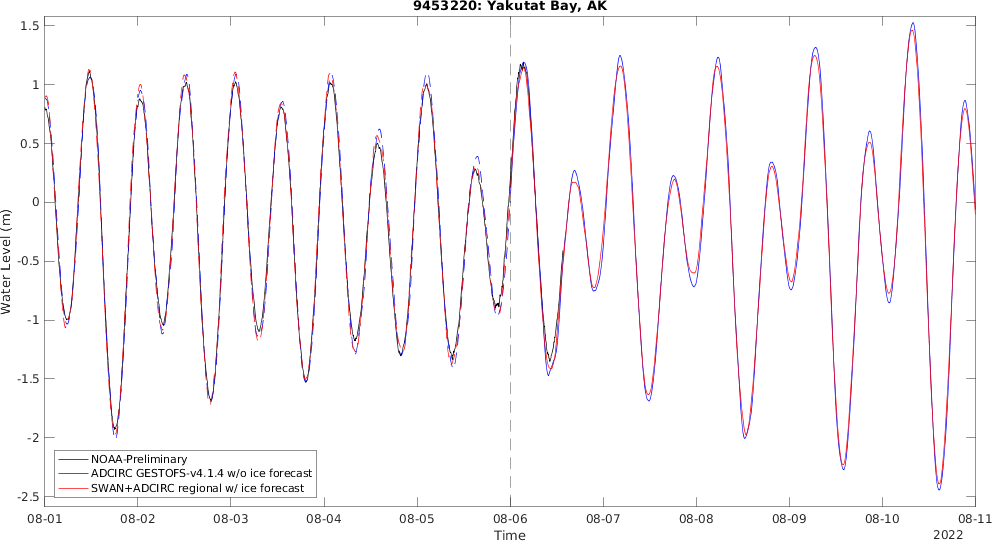 9453220: Yakutat Bay, AK
Water Level (m)
1.5
1
0.5
0
-0.5
-1
-1.5
-2
-2.5
NOAA-Preliminary
ADCIRC GESTOFS-v4.1.4 w/o ice forecast
SWAN+ADCIRC regional w/ ice forecast
08-01 08-02 08-03 08-04 08-05 08-06 08-07 08-08 08-09 08-10 08-11
Time
2022